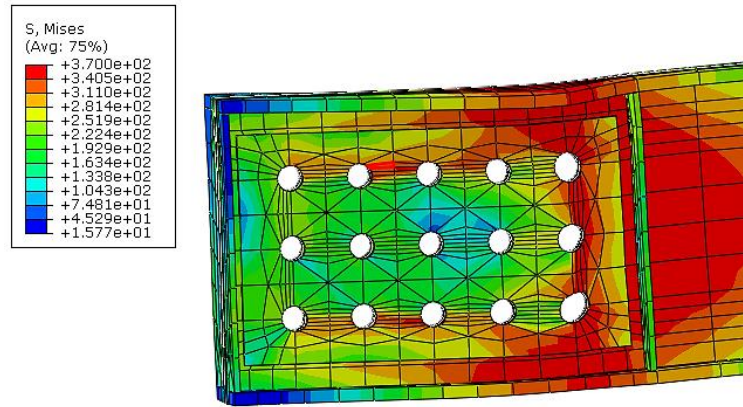 S, Mises
(Avg: 75%)
+3.700e+02
+3.405e+02
+3.110e+02
+2.814e+02
+2.519e+02
+2.224e+02
+1.929e+02
+1.634e+02
+1.338e+02
+1.043e+02
+7.481e+01
+4.529e+01
+1.577e+01